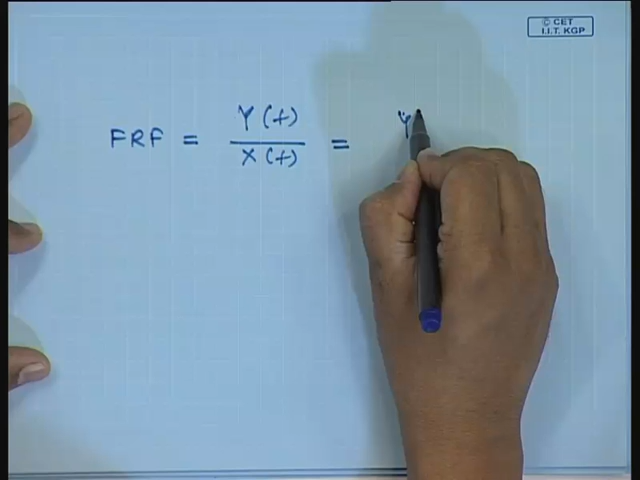 © CET
I.I.T. KGP
FRF = Y(f) / X(f) =